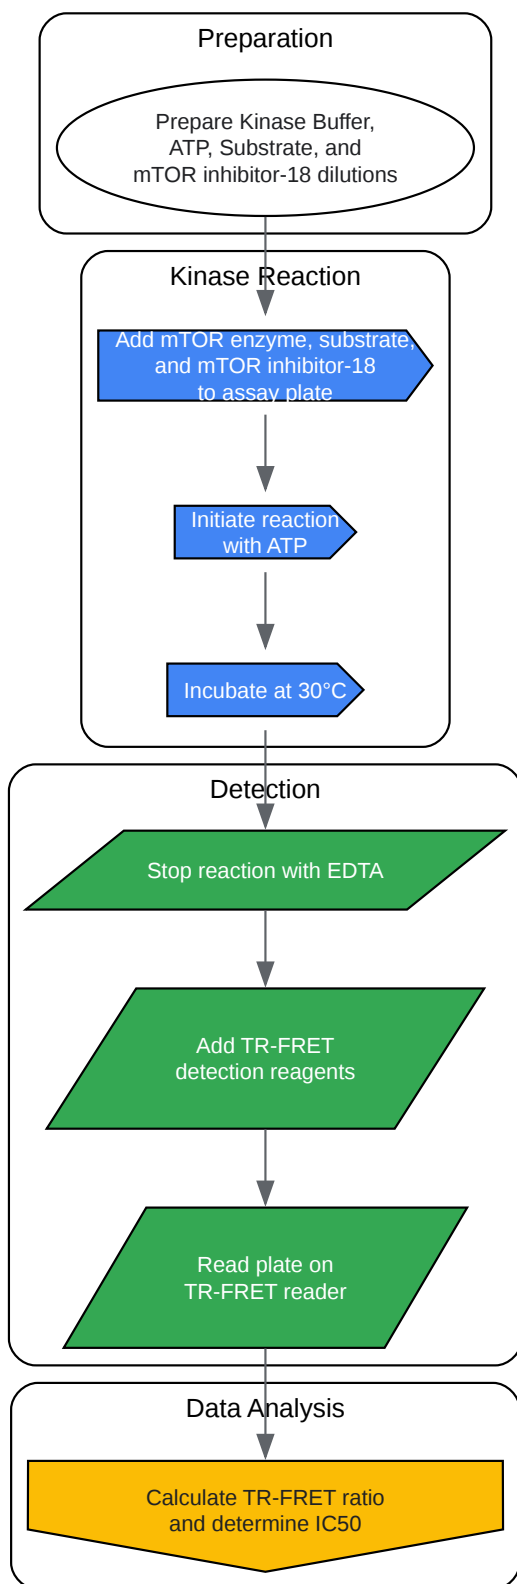 Preparation
Prepare Kinase Buffer,
ATP, Substrate, and
mTOR inhibitor-18 dilutions
Kinase Reaction
Add mTOR enzyme, substrate,
and mTOR inhibitor-18
to assay plate
Initiate reaction
with ATP
Incubate at 30°C
Detection
Stop reaction with EDTA
Add TR-FRET
detection reagents
Read plate on
TR-FRET reader
Data Analysis
Calculate TR-FRET ratio
and determine IC50